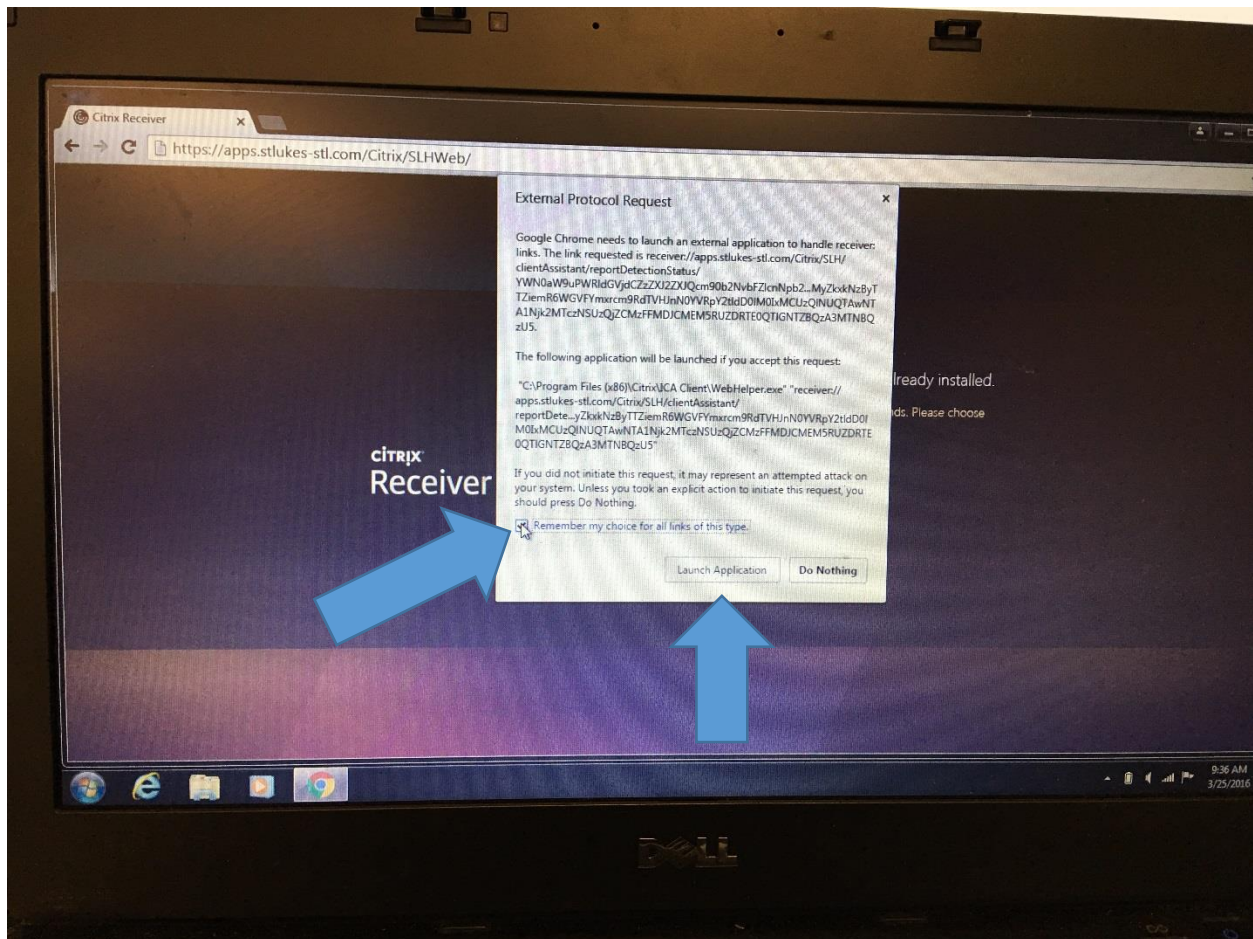 Citrix Receiver
https://apps.stlukes-stl.com/Citrix/SLHWeb/
External Protocol Request
Google Chrome needs to launch an external application to handle receiver:
links. The link requested is receiver://apps.stlukes-stl.com/Citrix/SLH/
clientAssistant/reportDetectionStatus/
The following application will be launched if you accept this request:
"C:\Program Files (x86)\Citrix\ICA Client\WebHelper.exe" "receiver://
apps.stlukes-stl.com/Citrix/SLH/clientAssistant/
If you did not initiate this request, it may represent an attempted attack on
your system. Unless you took an explicit action to initiate this request, you
should press Do Nothing.
Remember my choice for all links of this type.
Launch Application Do Nothing
lready installed.
ds. Please choose
CİTRIX
Receiver
9:36 AM
3/25/2016
DELL